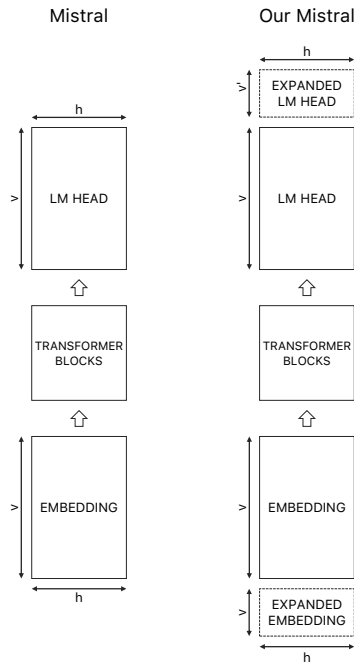 Mistral
h
v
LM HEAD
TRANSFORMER
BLOCKS
v
EMBEDDING
h
Our Mistral
h
v'
EXPANDED
LM HEAD
v
LM HEAD
TRANSFORMER
BLOCKS
v
EMBEDDING
v
EXPANDED
EMBEDDING
h